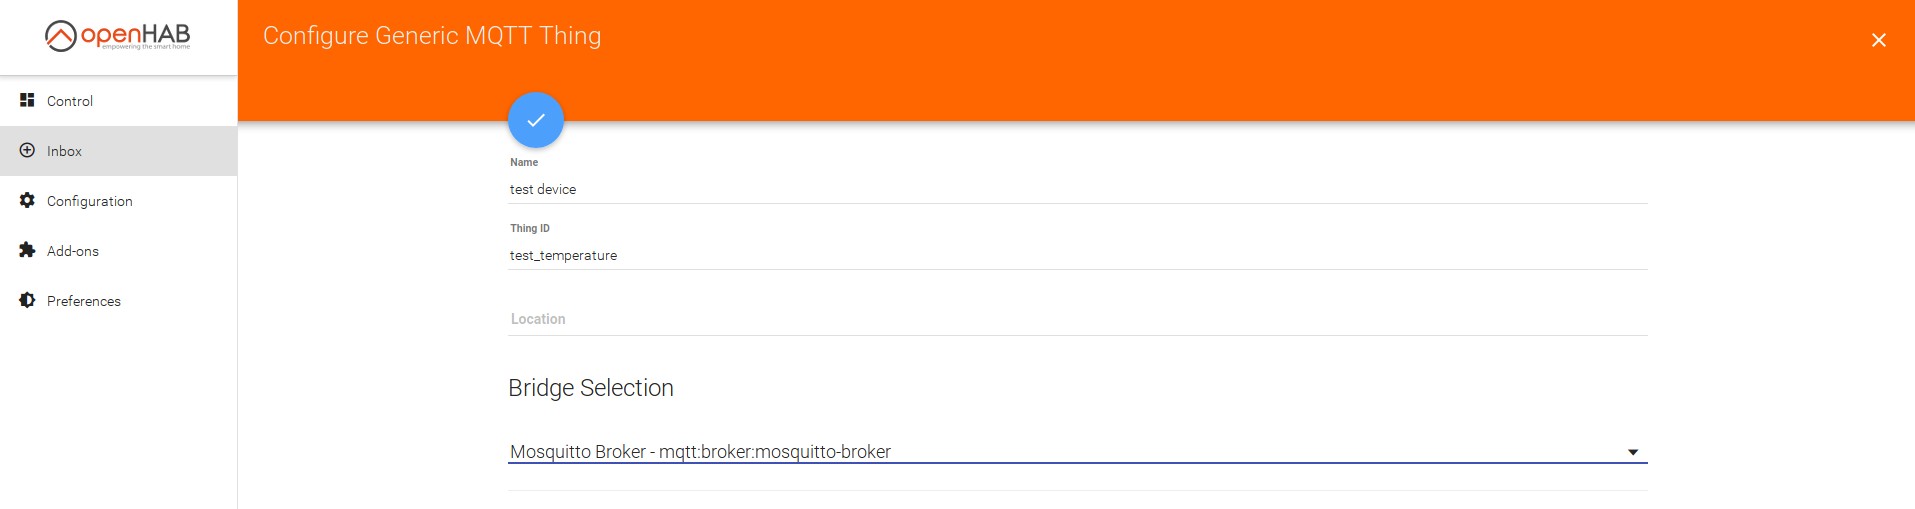 openHAB
empowering the smart home
Control
Inbox
Configuration
Add-ons
Preferences
Configure Generic MQTT Thing
Name
test device
Thing ID
test_temperature
Location
Bridge Selection
Mosquitto Broker - mqtt:broker:mosquitto-broker